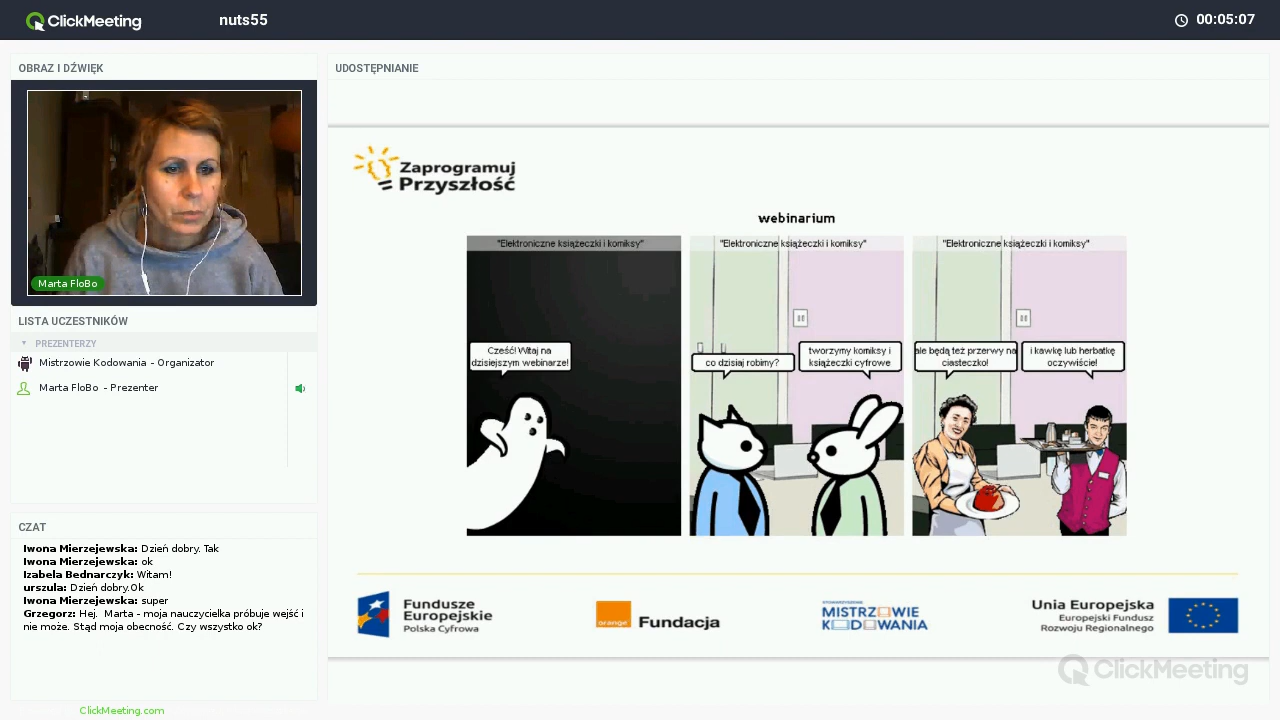 ClickMeeting
nuts55
00:05:07
OBRAZ I DŹWIĘK
Marta FloBo
LISTA UCZESTNIKÓW
PREZENTERZY
Mistrzowie Kodowania - Organizator
Marta FloBo - Prezenter
CZAT
Iwona Mierzejewska: Dzień dobry. Tak
Iwona Mierzejewska: ok
Izabela Bednarczyk: Witam!
urszula: Dzień dobry.Ok
Iwona Mierzejewska: super
Grzegorz: Hej. Marta - moja nauczycielka próbuje wejść i
nie może. Stąd moja obecność. Czy wszystko ok?
ClickMeeting.com
UDOSTĘPNIANIE
Zaprogramuj
Przyszłość
webinarium
"Elektroniczne książeczki i komiksy"
Cześć! Witaj na
dzisiejszym webinarze!
"Elektroniczne książeczki i komiksy"
co dzisiaj robimy?
tworzymy komiksy i
książeczki cyfrowe
"Elektroniczne książeczki i komiksy"
ale będą też przerwy na
ciasteczko!
i kawkę lub herbatkę
oczywiście!
Fundusze
Europejskie
Polska Cyfrowa
orange
Fundacja
STOWARZYSZENIE
MISTRZOWIE
KODOWANIA
Unia Europejska
Europejski Fundusz
Rozwoju Regionalnego
ClickMeeting